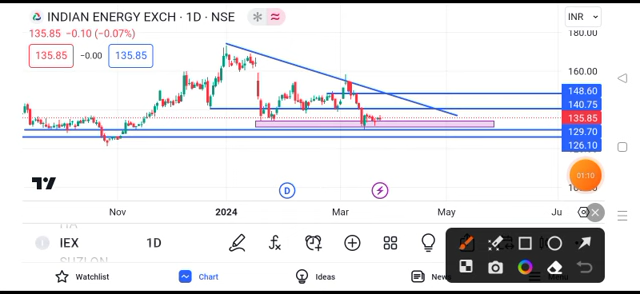 INDIAN ENERGY EXCH · 1D · NSE
INR
135.85 −0.10 (−0.07%)
180.00
135.85 −0.00 135.85
160.00
148.60
140.75
135.85
129.70
126.10
01:10
D
Nov 2024 Mar May Ju
IEX 1D
SUZLON
Watchlist Chart Ideas News